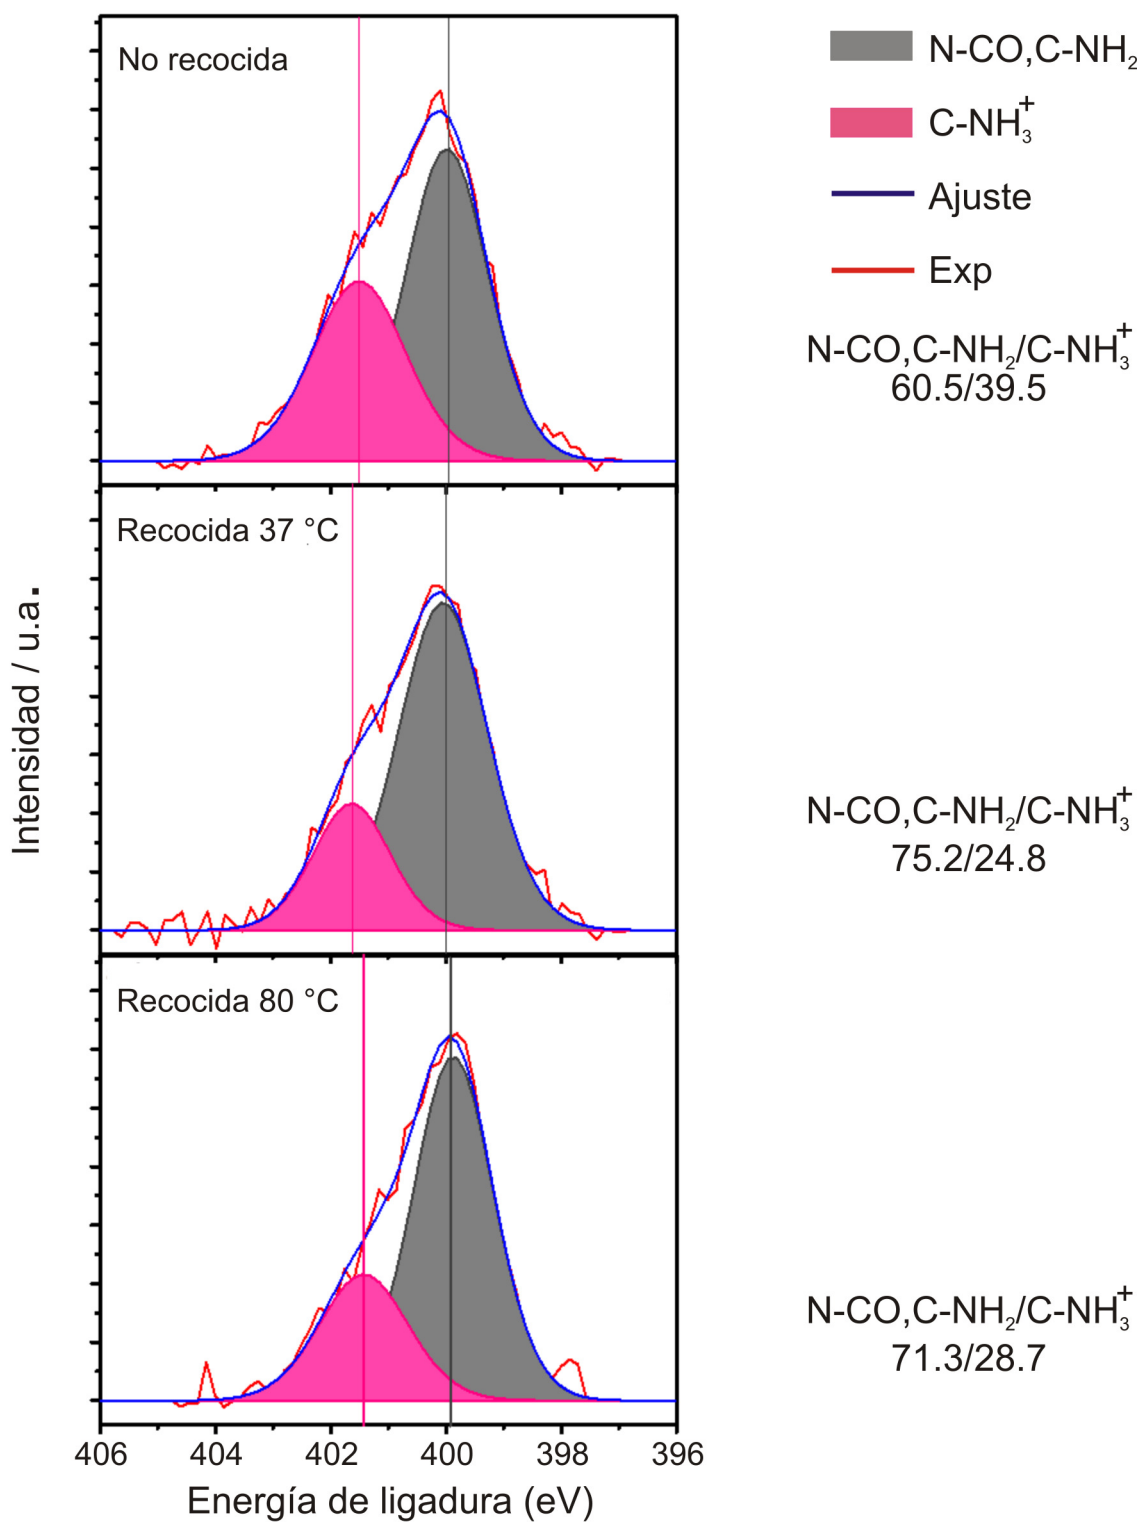 No recocida
N-CO,C-NH₂
C-NH₃⁺
Ajuste
Exp
N-CO,C-NH₂/C-NH₃⁺
60.5/39.5
Recocida 37 °C
N-CO,C-NH₂/C-NH₃⁺
75.2/24.8
Recocida 80 °C
N-CO,C-NH₂/C-NH₃⁺
71.3/28.7
Intensidad / u.a.
406 404 402 400 398 396
Energía de ligadura (eV)